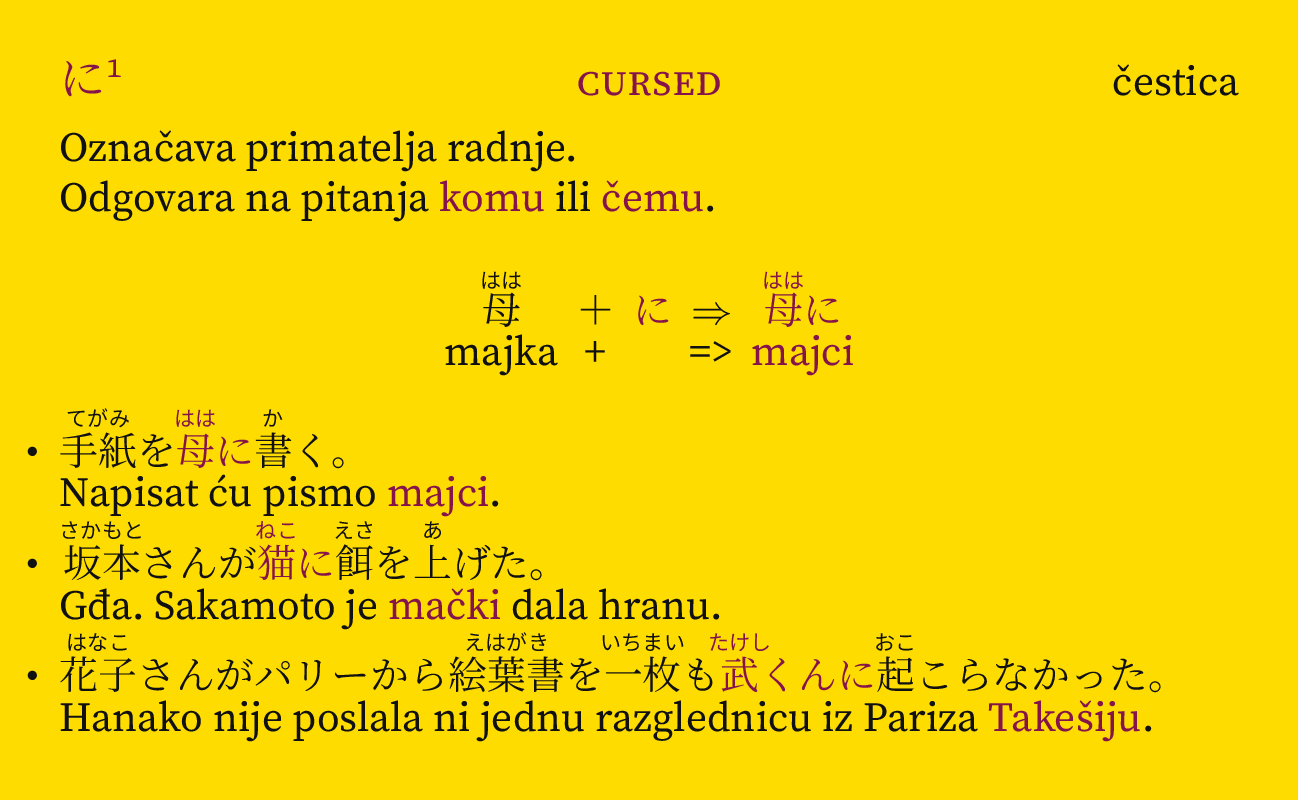 に¹ CURSED čestica
Označava primatelja radnje.
Odgovara na pitanja komu ili čemu.
はは はは
母 + に ⇒ 母に
majka + => majci
てがみ はは か
• 手紙を母に書く。
Napisat ću pismo majci.
さかもと ねこ えさ あ
• 坂本さんが猫に餌を上げた。
Gđa. Sakamoto je mački dala hranu.
はなこ えはがき いちまい たけし おこ
• 花子さんがパリーから絵葉書を一枚も武くんに起こらなかった。
Hanako nije poslala ni jednu razglednicu iz Pariza Takešiju.